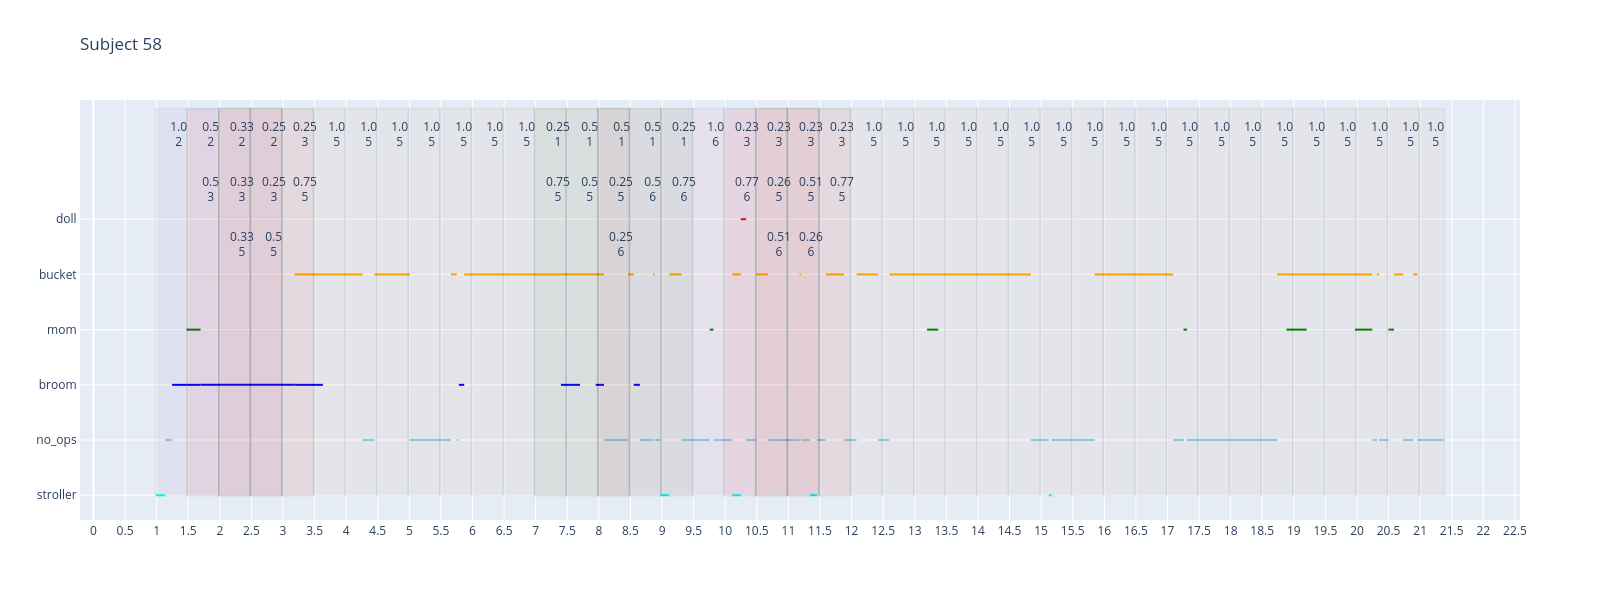 Subject 58
1.0 0.5 0.33 0.25 0.25 1.0 1.0 1.0 1.0 1.0 1.0 1.0 0.25 0.5 0.5 0.5 0.25 1.0 0.23 0.23 0.23 0.23 1.0 1.0 1.0 1.0 1.0 1.0 1.0 1.0 1.0 1.0 1.0 1.0 1.0 1.0 1.0 1.0 1.0 1.0 1.0
2 2 2 2 3 5 5 5 5 5 5 5 1 1 1 1 1 6 3 3 3 3 5 5 5 5 5 5 5 5 5 5 5 5 5 5 5 5 5 5 5
0.5 0.33 0.25 0.75 0.75 0.5 0.25 0.5 0.75 0.77 0.26 0.51 0.77
3 3 3 5 5 5 5 6 6 6 5 5 5
doll
0.33 0.5 0.25 0.51 0.26
5 5 6 6 6
bucket
mom
broom
no_ops
stroller
0 0.5 1 1.5 2 2.5 3 3.5 4 4.5 5 5.5 6 6.5 7 7.5 8 8.5 9 9.5 10 10.5 11 11.5 12 12.5 13 13.5 14 14.5 15 15.5 16 16.5 17 17.5 18 18.5 19 19.5 20 20.5 21 21.5 22 22.5